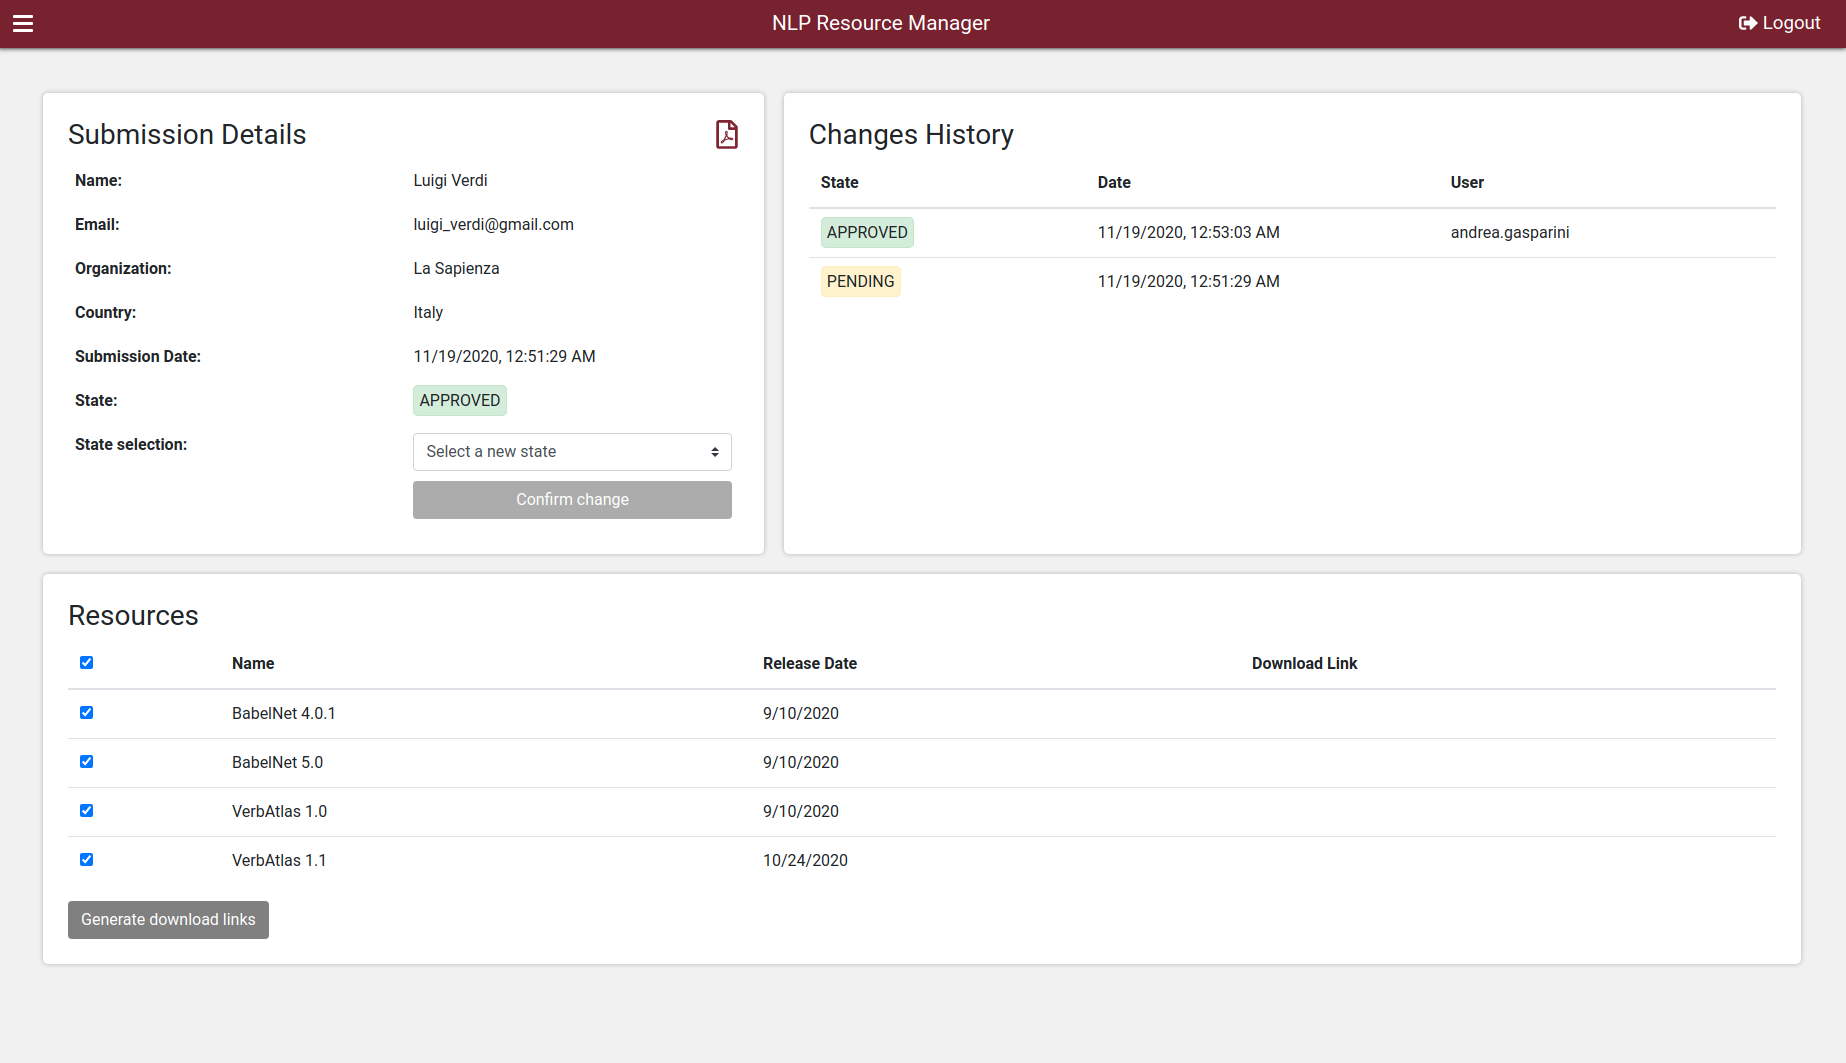 NLP Resource Manager
Logout
Submission Details
Name: Luigi Verdi
Email: luigi_verdi@gmail.com
Organization: La Sapienza
Country: Italy
Submission Date: 11/19/2020, 12:51:29 AM
State: APPROVED
State selection: Select a new state
Confirm change
Changes History
State Date User
APPROVED 11/19/2020, 12:53:03 AM andrea.gasparini
PENDING 11/19/2020, 12:51:29 AM
Resources
Name Release Date Download Link
BabelNet 4.0.1 9/10/2020
BabelNet 5.0 9/10/2020
VerbAtlas 1.0 9/10/2020
VerbAtlas 1.1 10/24/2020
Generate download links